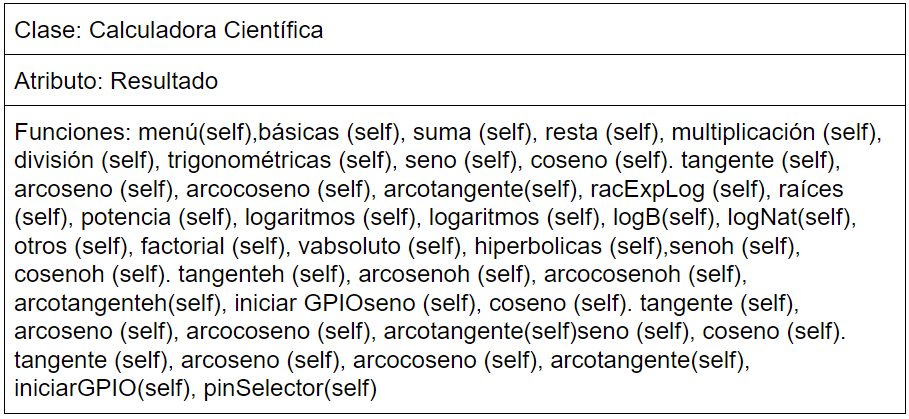 Clase: Calculadora Científica
Atributo: Resultado
Funciones: menú(self),básicas (self), suma (self), resta (self), multiplicación (self),
división (self), trigonométricas (self), seno (self), coseno (self). tangente (self),
arcoseno (self), arcocoseno (self), arcotangente(self), racExpLog (self), raíces
(self), potencia (self), logaritmos (self), logaritmos (self), logB(self), logNat(self),
otros (self), factorial (self), vabsoluto (self), hiperbolicas (self),senoh (self),
cosenoh (self). tangenteh (self), arcosenoh (self), arcocosenoh (self),
arcotangenteh(self), iniciar GPIOseno (self), coseno (self). tangente (self),
arcoseno (self), arcocoseno (self), arcotangente(self)seno (self), coseno (self).
tangente (self), arcoseno (self), arcocoseno (self), arcotangente(self),
iniciarGPIO(self), pinSelector(self)